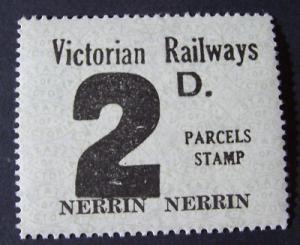 Victorian Railways
2 D.
PARCELS
STAMP
NERRIN NERRIN